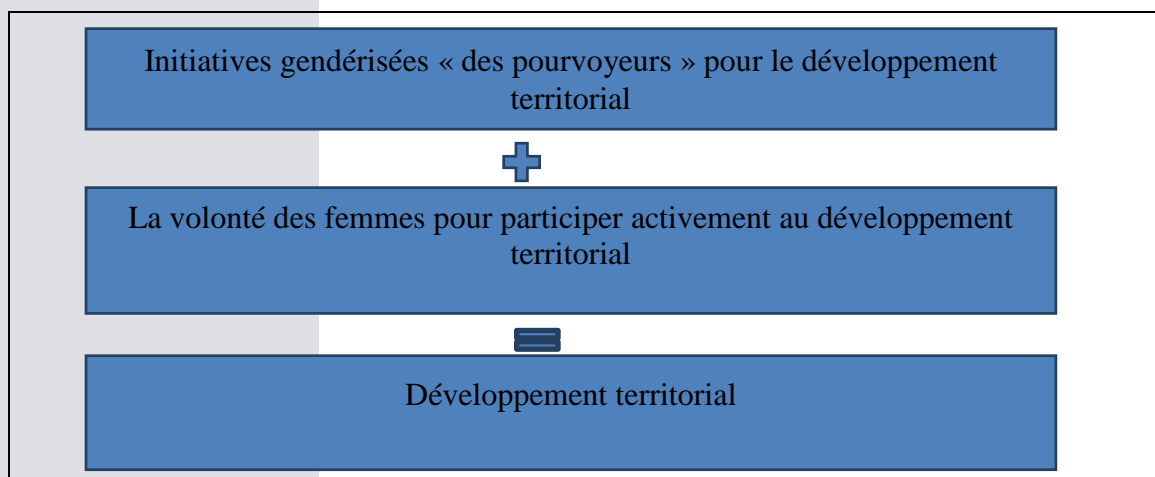 Initiatives gendérisées « des pourvoyeurs » pour le développement
territorial
La volonté des femmes pour participer activement au développement
territorial
Développement territorial